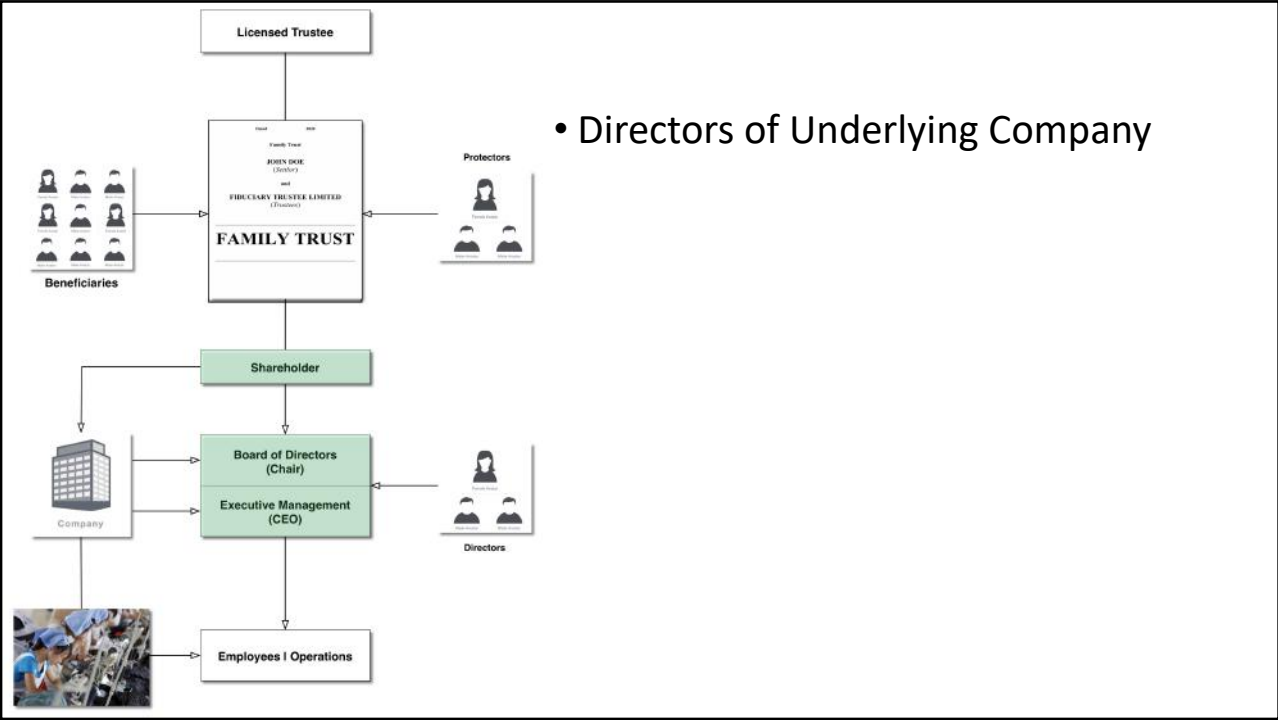 Licensed Trustee
• Directors of Underlying Company
Family Trust
JOHN DOE
(Settlor)
and
FIDUCIARY TRUSTEE LIMITED
(Trustees)
FAMILY TRUST
Protectors
Beneficiaries
Shareholder
Board of Directors
(Chair)
Executive Management
(CEO)
Company
Directors
Employees | Operations